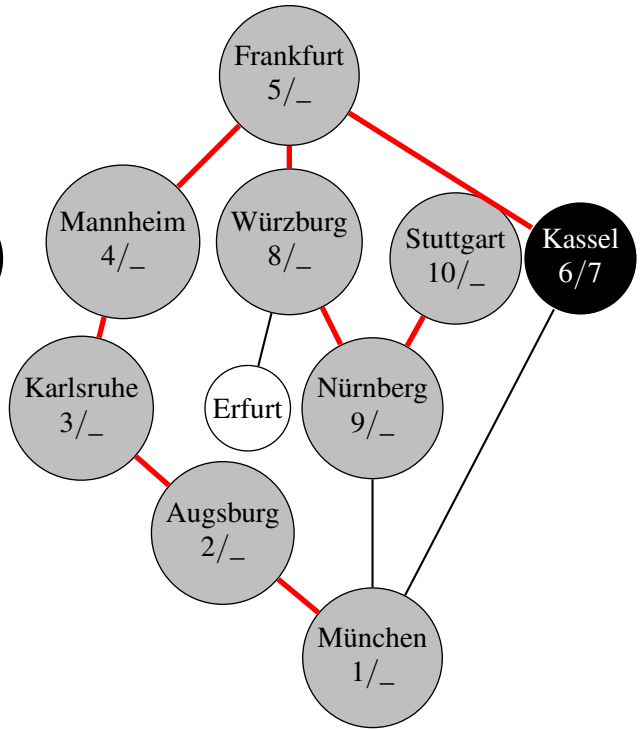 Frankfurt
5/_
Mannheim
4/_
Würzburg
8/_
Stuttgart
10/_
Kassel
6/7
Karlsruhe
3/_
Erfurt
Nürnberg
9/_
Augsburg
2/_
München
1/_